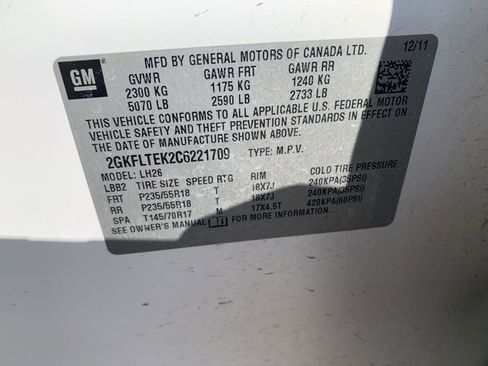 GM
MFD BY GENERAL MOTORS OF CANADA LTD. 12/11
GVWR GAWR FRT GAWR RR
2300 KG 1175 KG 1240 KG
5070 LB 2590 LB 2733 LB
THIS VEHICLE CONFORMS TO ALL APPLICABLE U.S. FEDERAL MOTOR
VEHICLE SAFETY AND THEFT PREVENTION STANDARDS IN EFFECT ON
THE DATE OF MANUFACTURE SHOWN ABOVE.
2GKFLTEK2C6221709 TYPE: M.P.V.
MODEL: LH26
LBB2 TIRE SIZE SPEED RTG RIM COLD TIRE PRESSURE
FRT P235/55R18 T 18X7J 240KPA(35PSI)
RR P235/55R18 T 18X7J 240KPA(35PSI)
SPA T145/70R17 M 17X4.5T 420KPA(60PSI)
SEE OWNER'S MANUAL FOR MORE INFORMATION